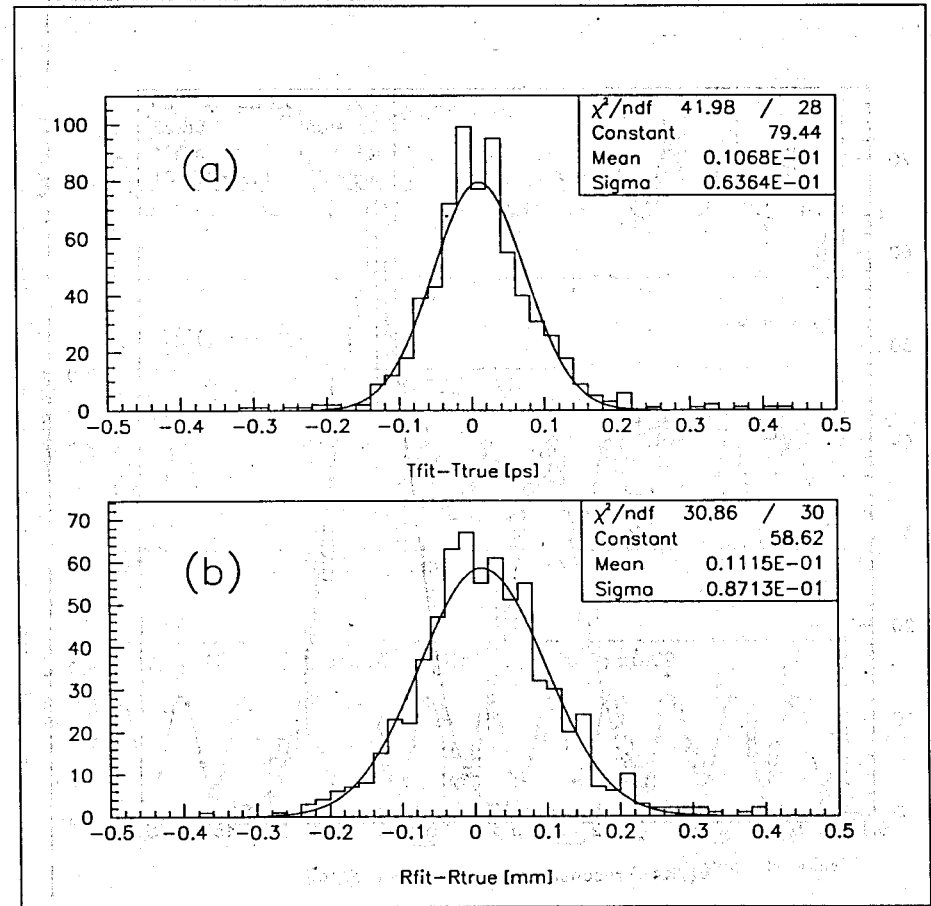 χ²/ndf 41.98 / 28
Constant 79.44
Mean 0.1068E-01
Sigma 0.6364E-01
(a)
100
80
60
40
20
0
-0.5 -0.4 -0.3 -0.2 -0.1 0 0.1 0.2 0.3 0.4 0.5
Tfit-Ttrue [ps]
χ²/ndf 30.86 / 30
Constant 58.62
Mean 0.1115E-01
Sigma 0.8713E-01
(b)
70
60
50
40
30
20
10
0
-0.5 -0.4 -0.3 -0.2 -0.1 0 0.1 0.2 0.3 0.4 0.5
Rfit-Rtrue [mm]